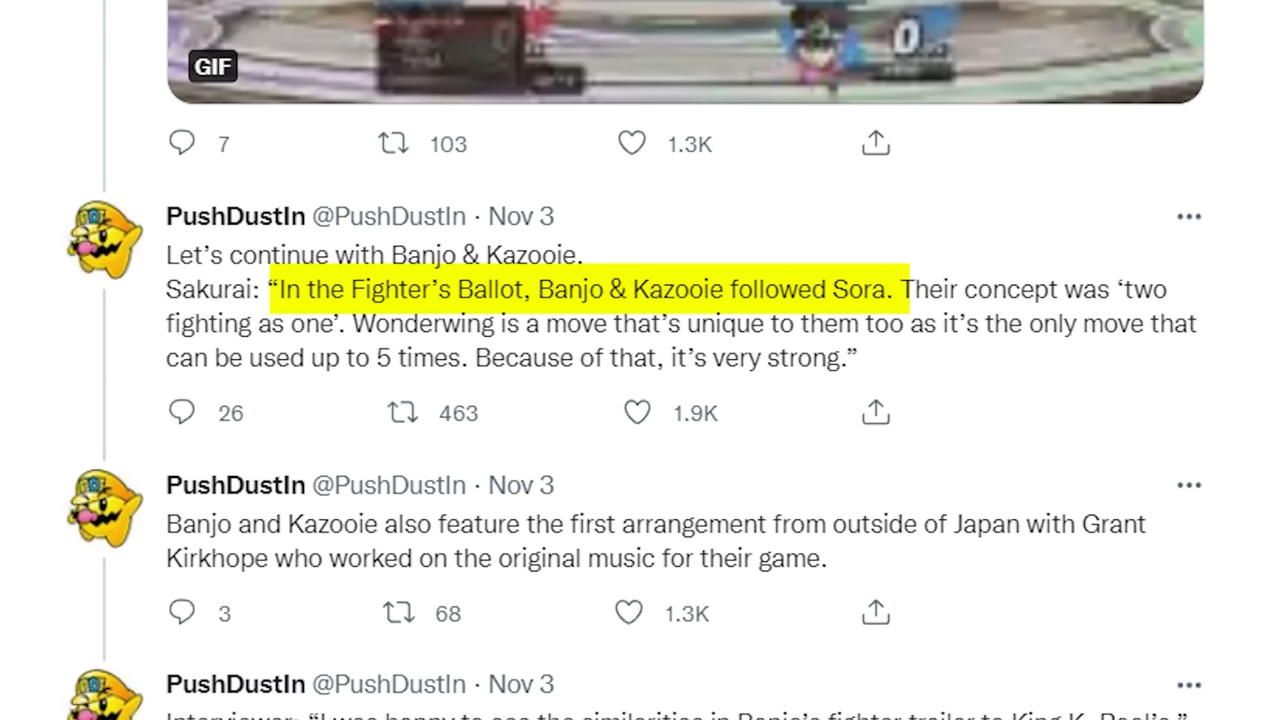 GIF
0
7 103 1.3K
PushDustIn @PushDustIn · Nov 3
Let’s continue with Banjo & Kazooie.
Sakurai: “In the Fighter’s Ballot, Banjo & Kazooie followed Sora. Their concept was ‘two
fighting as one’. Wonderwing is a move that’s unique to them too as it’s the only move that
can be used up to 5 times. Because of that, it’s very strong.”
26 463 1.9K
PushDustIn @PushDustIn · Nov 3
Banjo and Kazooie also feature the first arrangement from outside of Japan with Grant
Kirkhope who worked on the original music for their game.
3 68 1.3K
PushDustIn @PushDustIn · Nov 3
Interviewer: “I was happy to see the similarities in Banjo’s fighter trailer to King K. Rool’s.”